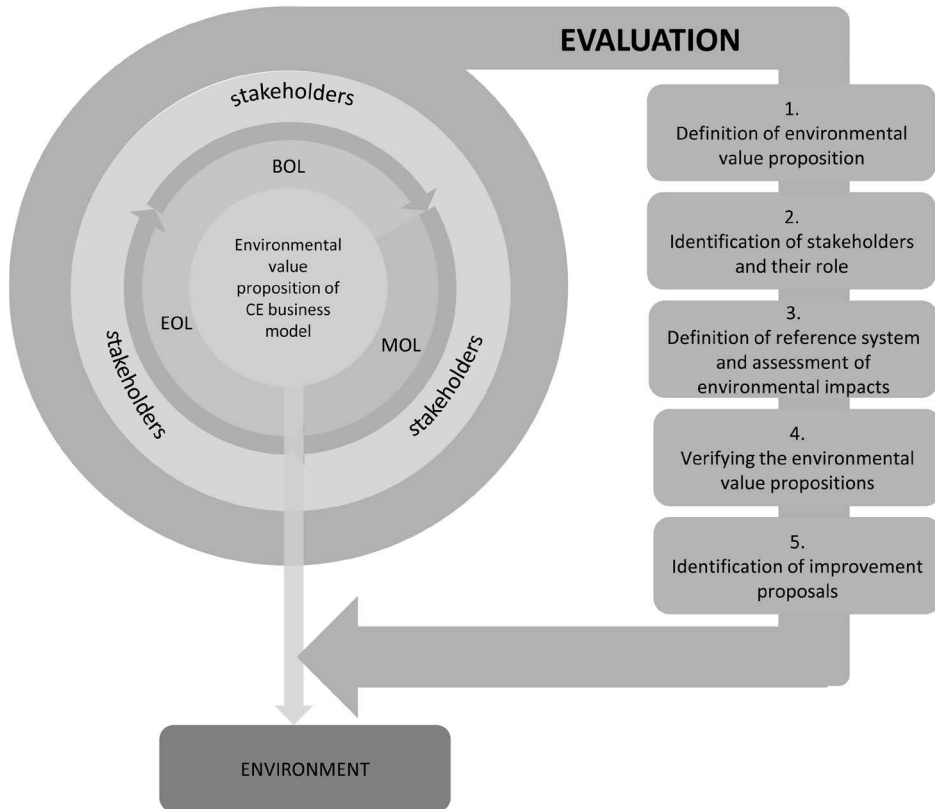 EVALUATION
stakeholders
BOL
Environmental
value
proposition of
CE business
model
EOL
MOL
stakeholders
stakeholders
1.
Definition of environmental
value proposition
2.
Identification of stakeholders
and their role
3.
Definition of reference system
and assessment of
environmental impacts
4.
Verifying the environmental
value propositions
5.
Identification of improvement
proposals
ENVIRONMENT